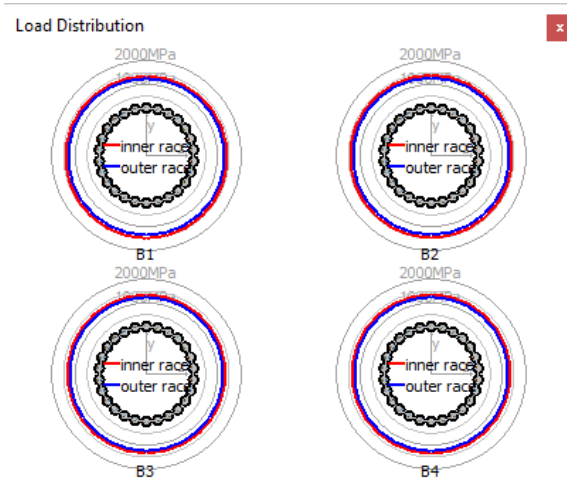 Load Distribution
x
2000MPa
2000MPa
y
y
inner race
inner race
outer race
outer race
B1
B2
2000MPa
2000MPa
y
y
inner race
inner race
outer race
outer race
B3
B4